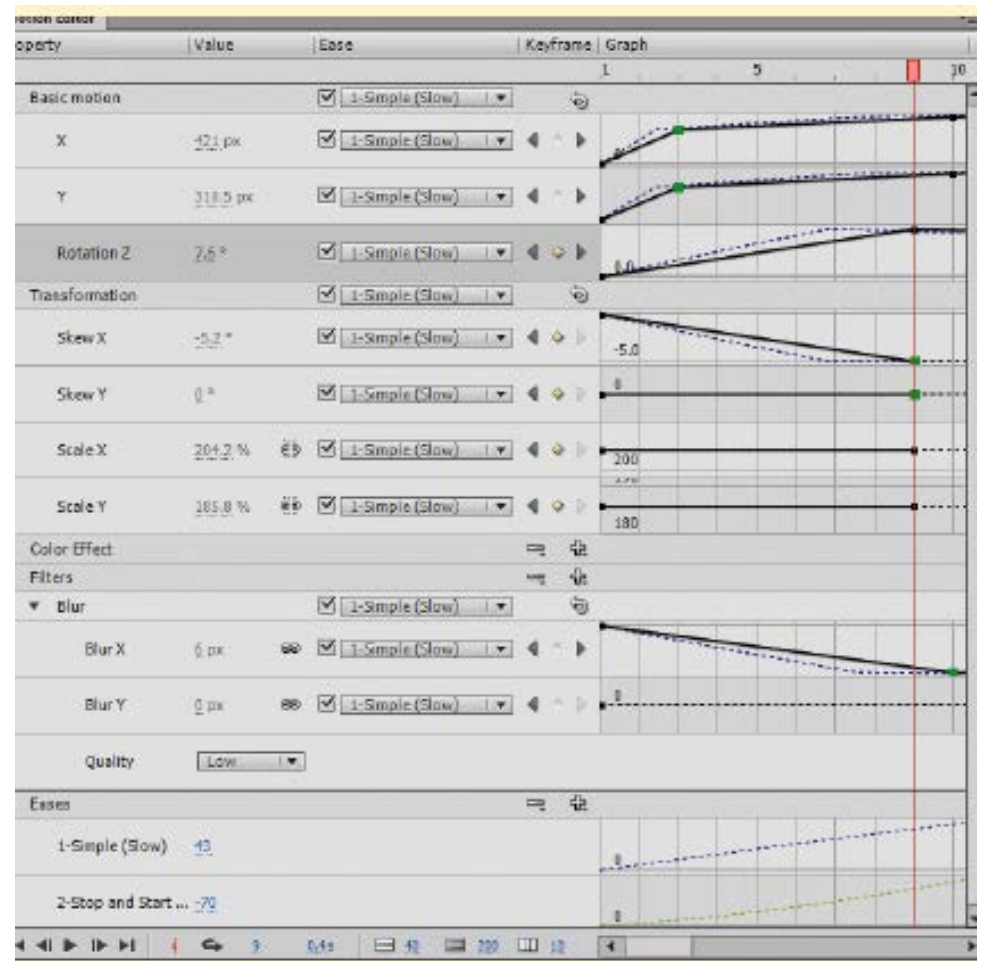 otion Editor
operty Value Ease Keyframe Graph
1 5 10
Basic motion 1-Simple (Slow)
X 421 px 1-Simple (Slow)
Y 318.5 px 1-Simple (Slow)
Rotation Z 7.6 ° 1-Simple (Slow) 0.0
Transformation 1-Simple (Slow)
Skew X -5.2 ° 1-Simple (Slow) -5.0
Skew Y 0 ° 1-Simple (Slow) 0
Scale X 204.2 % 1-Simple (Slow) 200
Scale Y 185.8 % 1-Simple (Slow) 180
Color Effect
Filters
Blur 1-Simple (Slow)
Blur X 6 px 1-Simple (Slow)
Blur Y 0 px 1-Simple (Slow) 0
Quality Low
Eases
1-Simple (Slow) 43 0
2-Stop and Start ... -70 0
9 0.4s 42 200 10